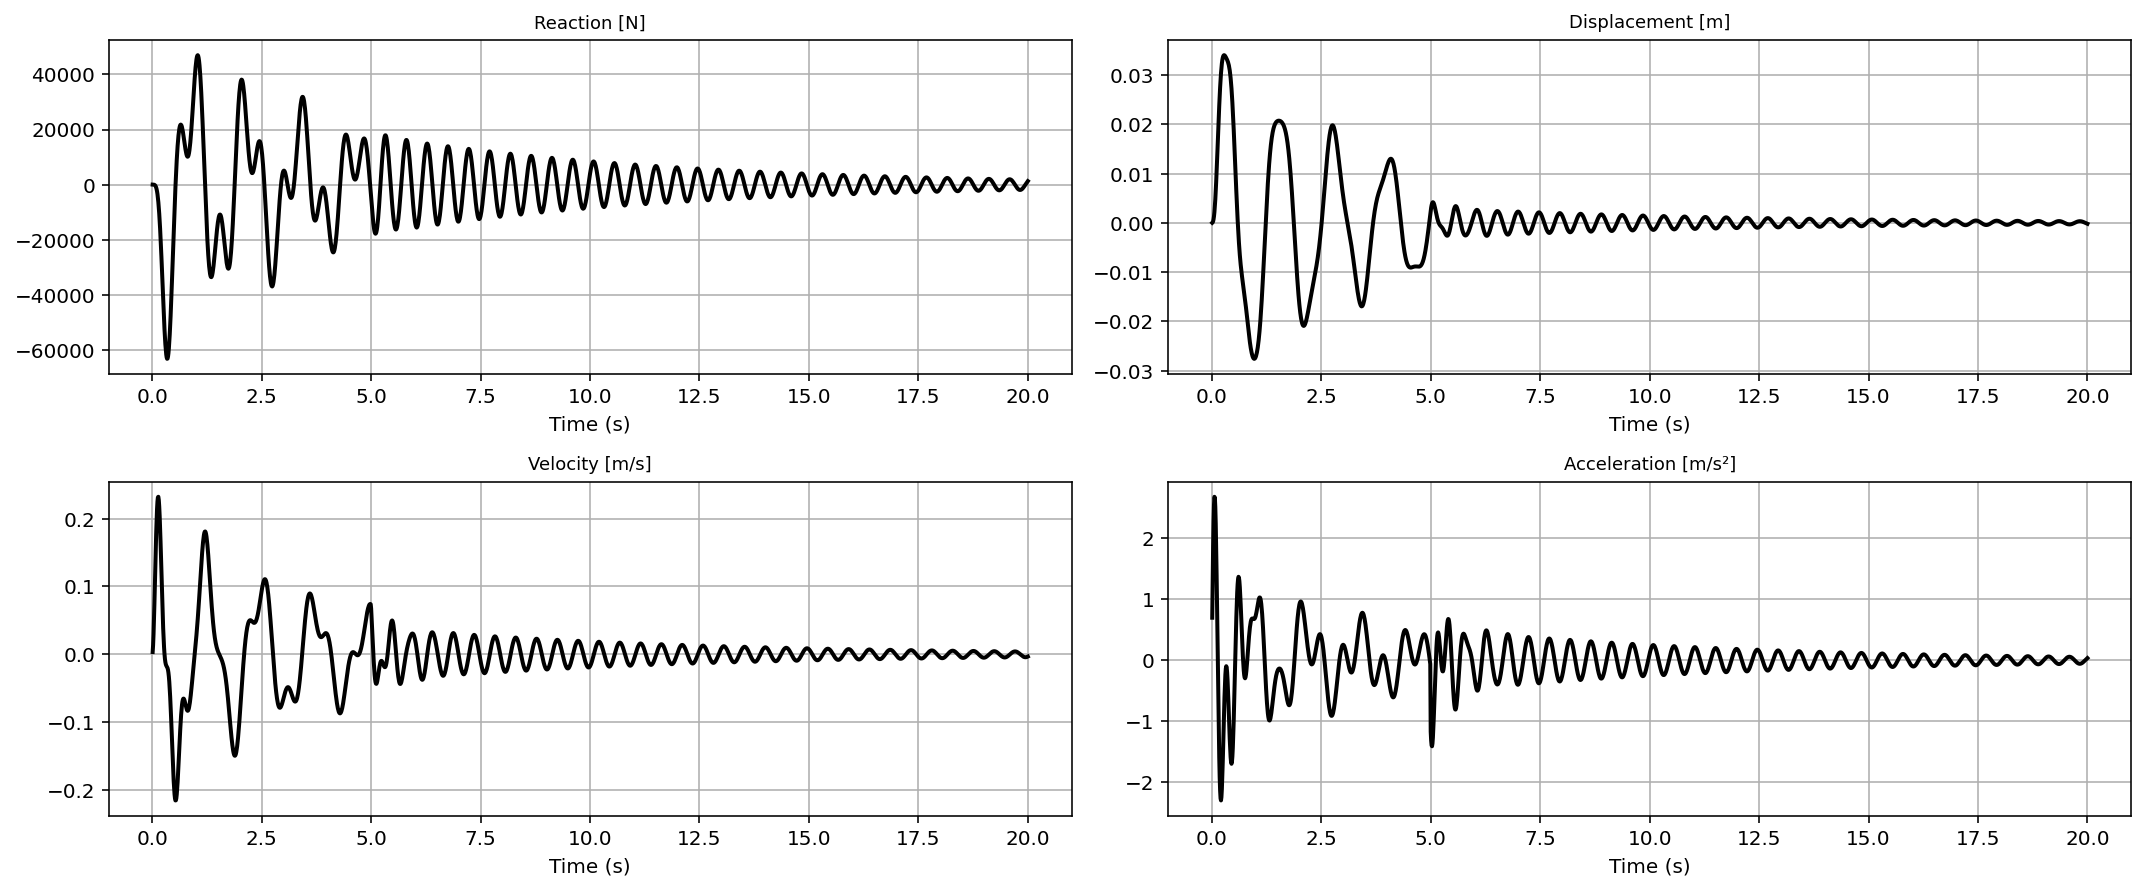 Reaction [N]
40000
20000
0
−20000
−40000
−60000
0.0 2.5 5.0 7.5 10.0 12.5 15.0 17.5 20.0
Time (s)
Displacement [m]
0.03
0.02
0.01
0.00
−0.01
−0.02
−0.03
0.0 2.5 5.0 7.5 10.0 12.5 15.0 17.5 20.0
Time (s)
Velocity [m/s]
0.2
0.1
0.0
−0.1
−0.2
0.0 2.5 5.0 7.5 10.0 12.5 15.0 17.5 20.0
Time (s)
Acceleration [m/s²]
2
1
0
−1
−2
0.0 2.5 5.0 7.5 10.0 12.5 15.0 17.5 20.0
Time (s)